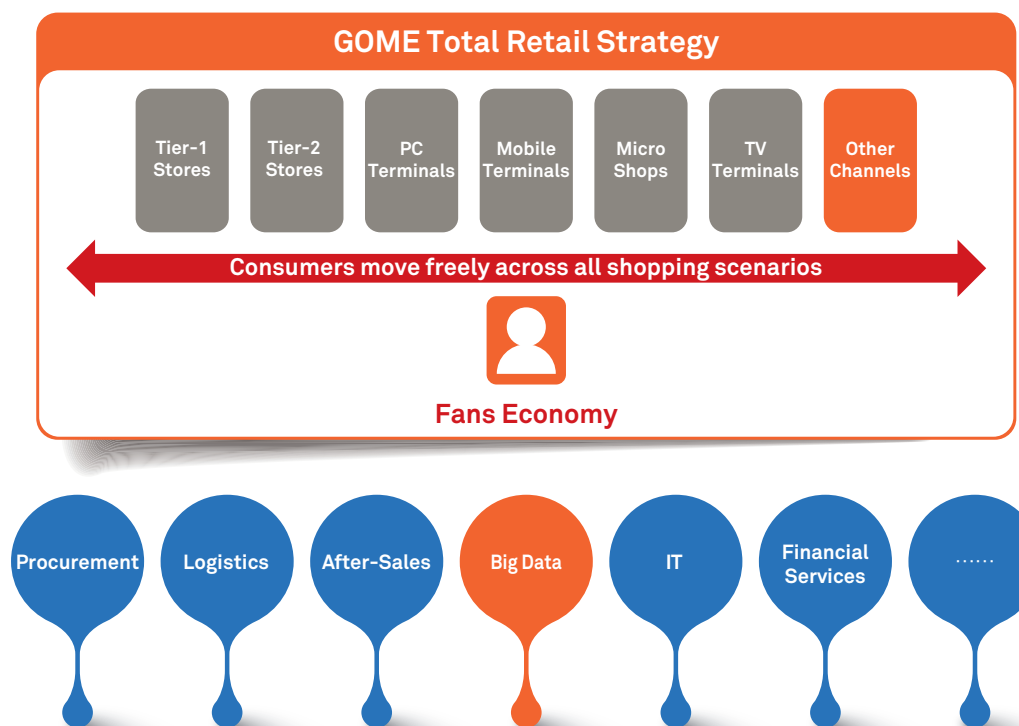 GOME Total Retail Strategy
Tier-1
Stores
Tier-2
Stores
PC
Terminals
Mobile
Terminals
Micro
Shops
TV
Terminals
Other
Channels
Consumers move freely across all shopping scenarios
Fans Economy
Procurement
Logistics
After-Sales
Big Data
IT
Financial
Services
……